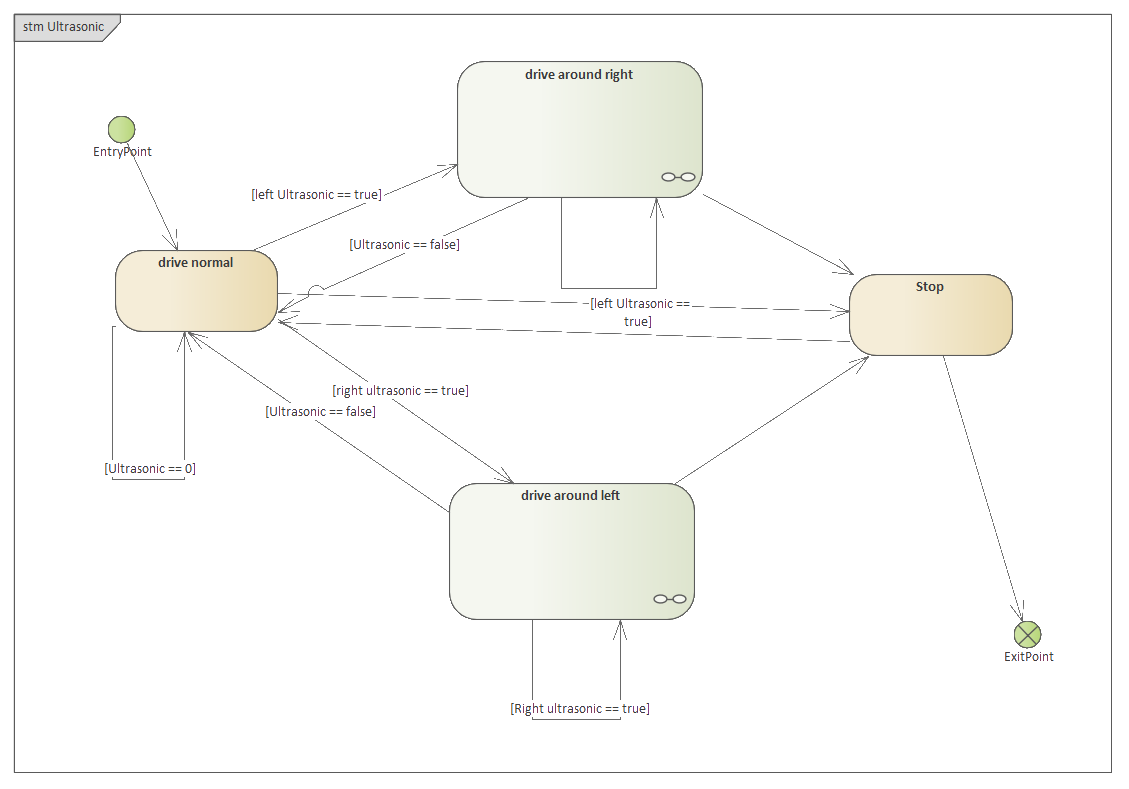 stm Ultrasonic
drive around right
EntryPoint
[left Ultrasonic == true]
[Ultrasonic == false]
drive normal
Stop
[left Ultrasonic ==
true]
[right ultrasonic == true]
[Ultrasonic == false]
[Ultrasonic == 0]
drive around left
ExitPoint
[Right ultrasonic == true]